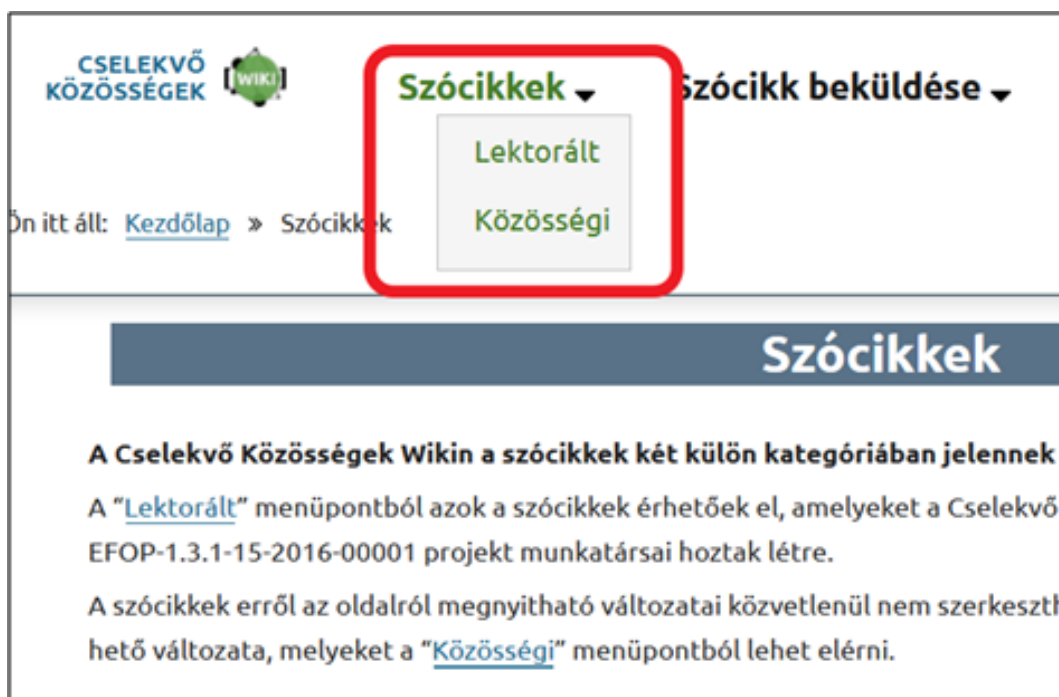 CSELEKVŐ
KÖZÖSSÉGEK
WIKI
Szócikkek
Szócikk beküldése
Lektorált
Közösségi
Ön itt áll: Kezdőlap » Szócikkek
Szócikkek
A Cselekvő Közösségek Wikin a szócikkek két külön kategóriában jelennek
A “Lektorált” menüpontból azok a szócikkek érhetőek el, amelyeket a Cselekvő
EFOP-1.3.1-15-2016-00001 projekt munkatársai hoztak létre.
A szócikkek erről az oldalról megnyitható változatai közvetlenül nem szerkeszth
hető változata, melyeket a “Közösségi” menüpontból lehet elérni.